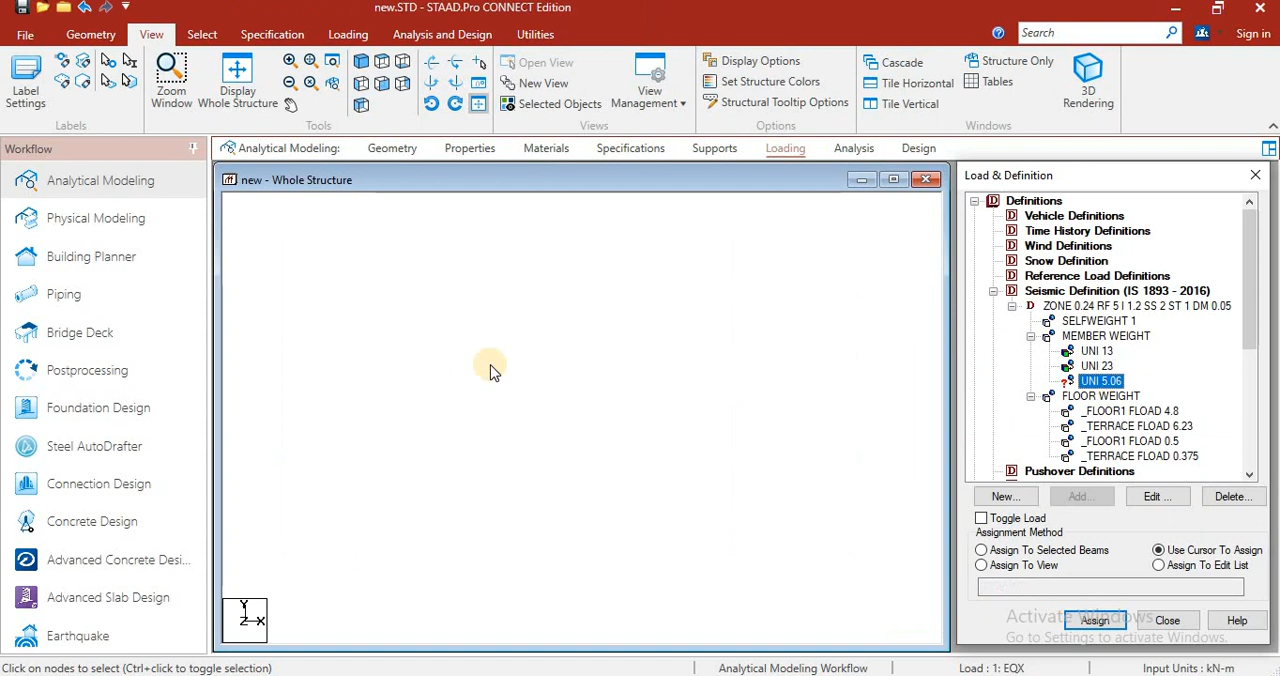 new.STD - STAAD.Pro CONNECT Edition
File Geometry View Select Specification Loading Analysis and Design Utilities Search Sign in
Label Settings
Zoom Window
Display Whole Structure
Open View
New View
Selected Objects
View Management
Display Options
Set Structure Colors
Structural Tooltip Options
Cascade
Tile Horizontal
Tile Vertical
Structure Only
Tables
3D Rendering
Labels Tools Views Options Windows
Workflow
Analytical Modeling: Geometry Properties Materials Specifications Supports Loading Analysis Design
Analytical Modeling
Physical Modeling
Building Planner
Piping
Bridge Deck
Postprocessing
Foundation Design
Steel AutoDrafter
Connection Design
Concrete Design
Advanced Concrete Desi...
Advanced Slab Design
Earthquake
new - Whole Structure
Y
Z X
Load & Definition
Definitions
Vehicle Definitions
Time History Definitions
Wind Definitions
Snow Definition
Reference Load Definitions
Seismic Definition (IS 1893 - 2016)
ZONE 0.24 RF 5 I 1.2 SS 2 ST 1 DM 0.05
SELFWEIGHT 1
MEMBER WEIGHT
UNI 13
UNI 23
UNI 5.06
FLOOR WEIGHT
_FLOOR1 FLOAD 4.8
_TERRACE FLOAD 6.23
_FLOOR1 FLOAD 0.5
_TERRACE FLOAD 0.375
Pushover Definitions
New... Add... Edit ... Delete...
Toggle Load
Assignment Method
Assign To Selected Beams Use Cursor To Assign
Assign To View Assign To Edit List
Assign Close Help
Activate Windows
Go to Settings to activate Windows.
Click on nodes to select (Ctrl+click to toggle selection) Analytical Modeling Workflow Load : 1: EQX Input Units : kN-m